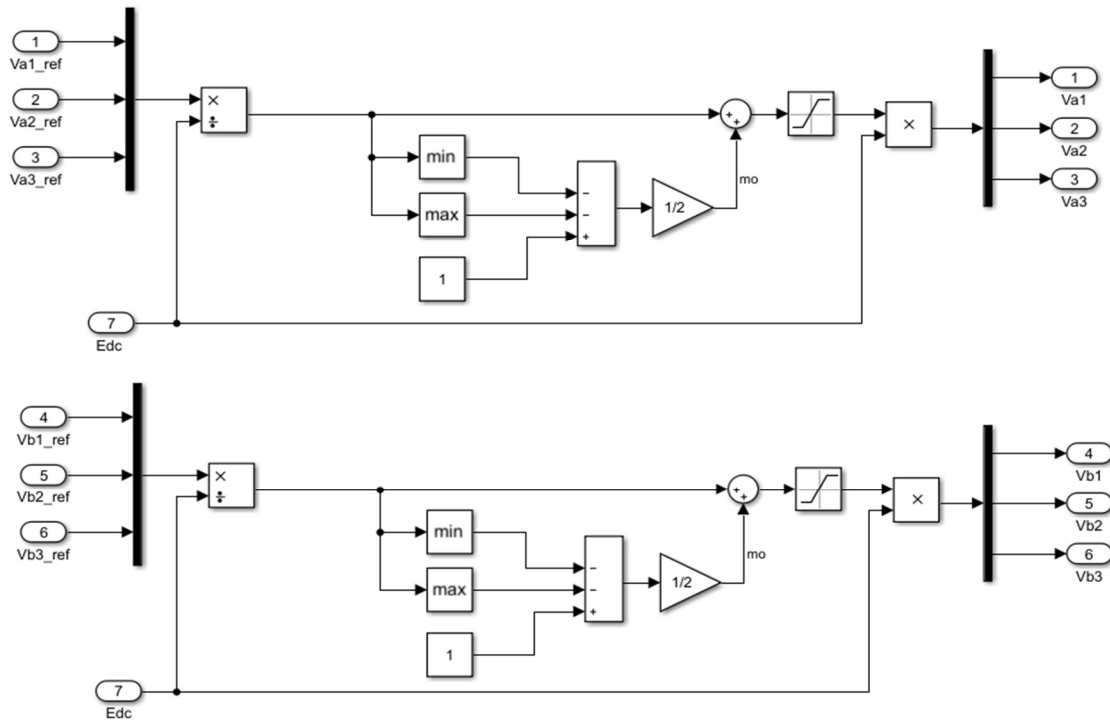 1
Va1_ref
2
Va2_ref
3
Va3_ref
×
÷
min
max
1
−
−
+
1/2
mo
+
+
×
1
Va1
2
Va2
3
Va3
7
Edc
4
Vb1_ref
5
Vb2_ref
6
Vb3_ref
×
÷
min
max
1
−
−
+
1/2
mo
+
+
×
4
Vb1
5
Vb2
6
Vb3
7
Edc